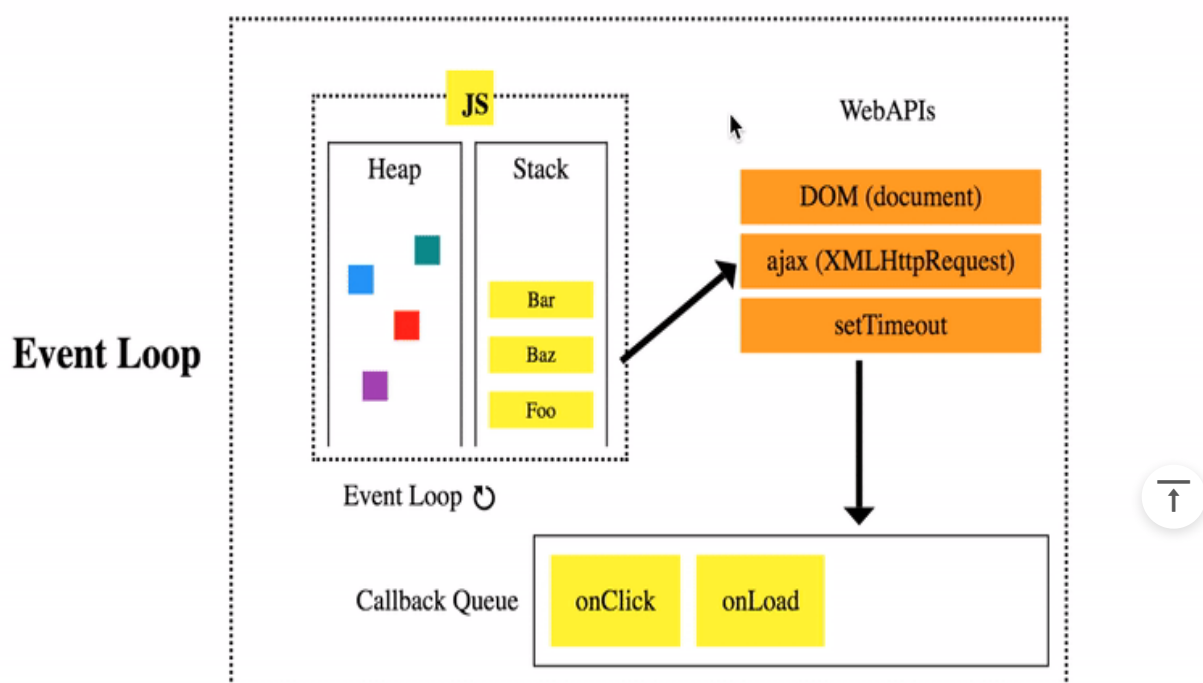 JS
WebAPIs
Heap
Stack
DOM (document)
ajax (XMLHttpRequest)
Bar
setTimeout
Event Loop
Baz
Foo
Event Loop ↻
Callback Queue
onClick
onLoad